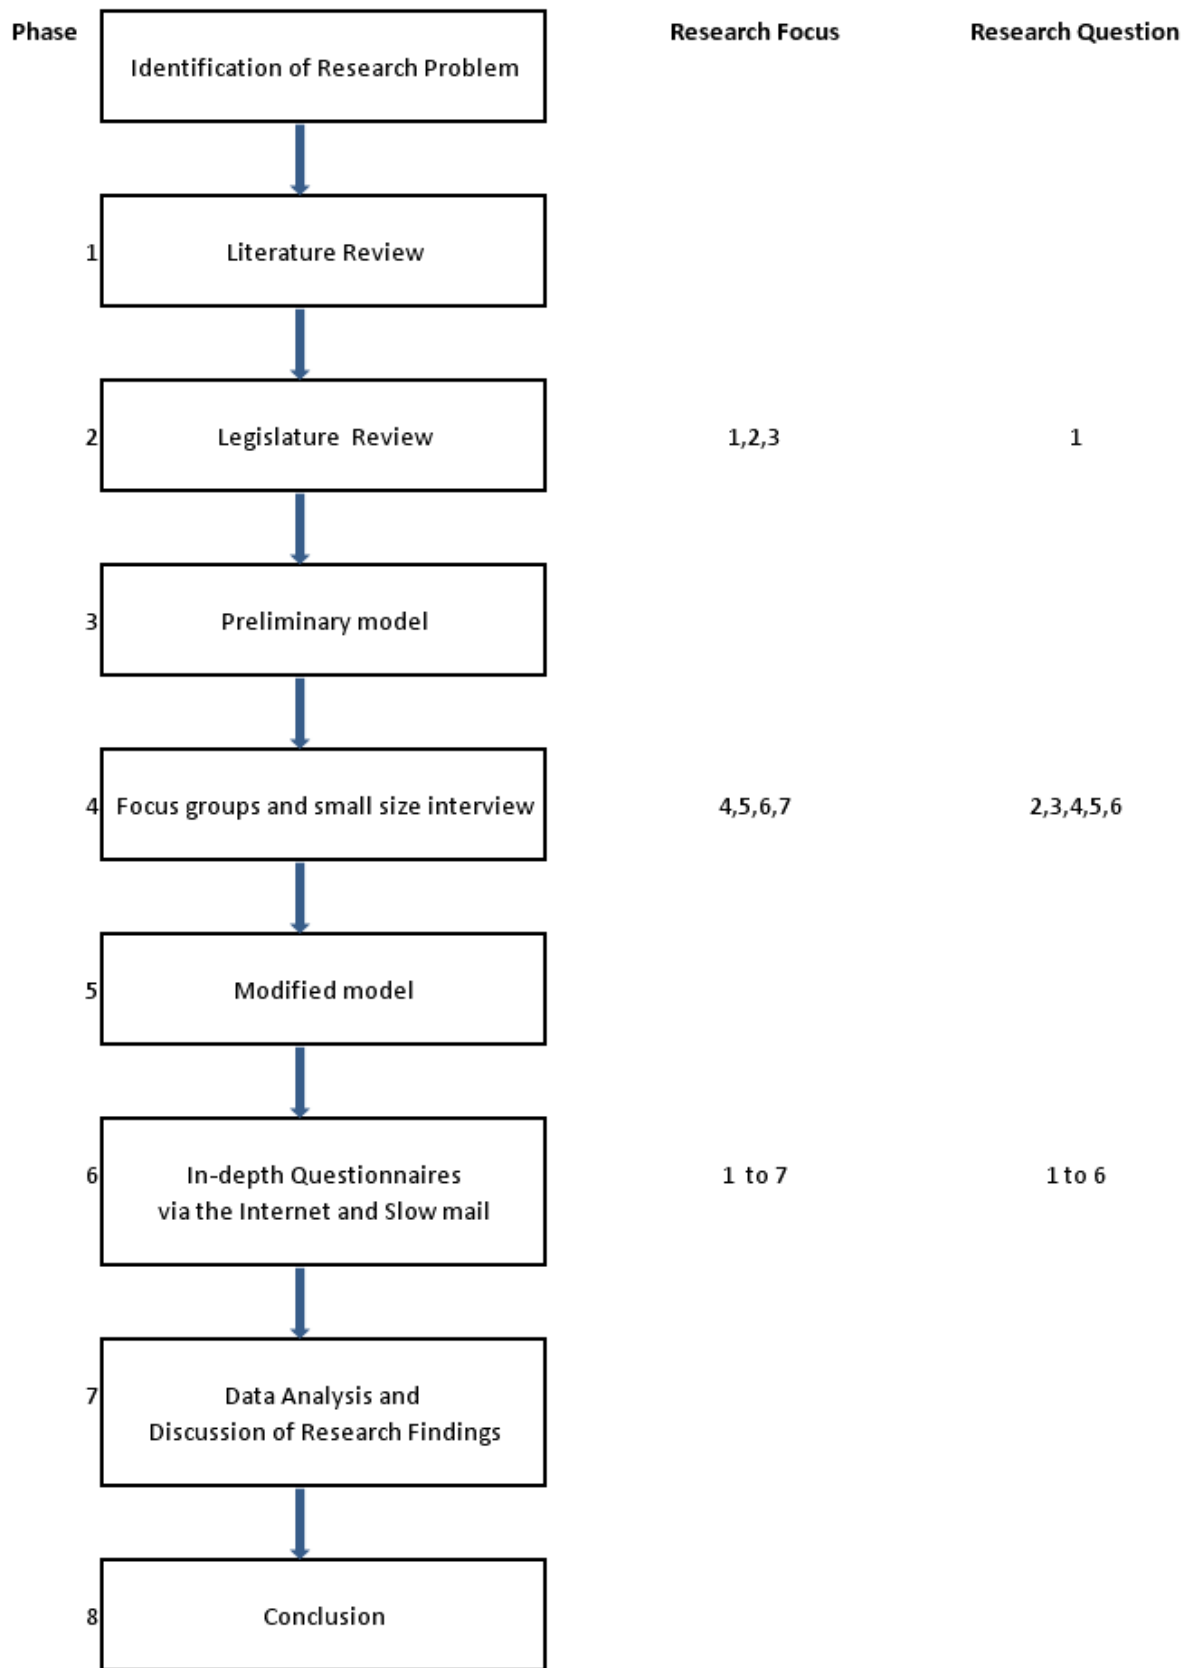 Phase
Research Focus
Research Question
Identification of Research Problem
1
Literature Review
2
Legislature Review
1,2,3
1
3
Preliminary model
4
Focus groups and small size interview
4,5,6,7
2,3,4,5,6
5
Modified model
6
In-depth Questionnaires
via the Internet and Slow mail
1 to 7
1 to 6
7
Data Analysis and
Discussion of Research Findings
8
Conclusion